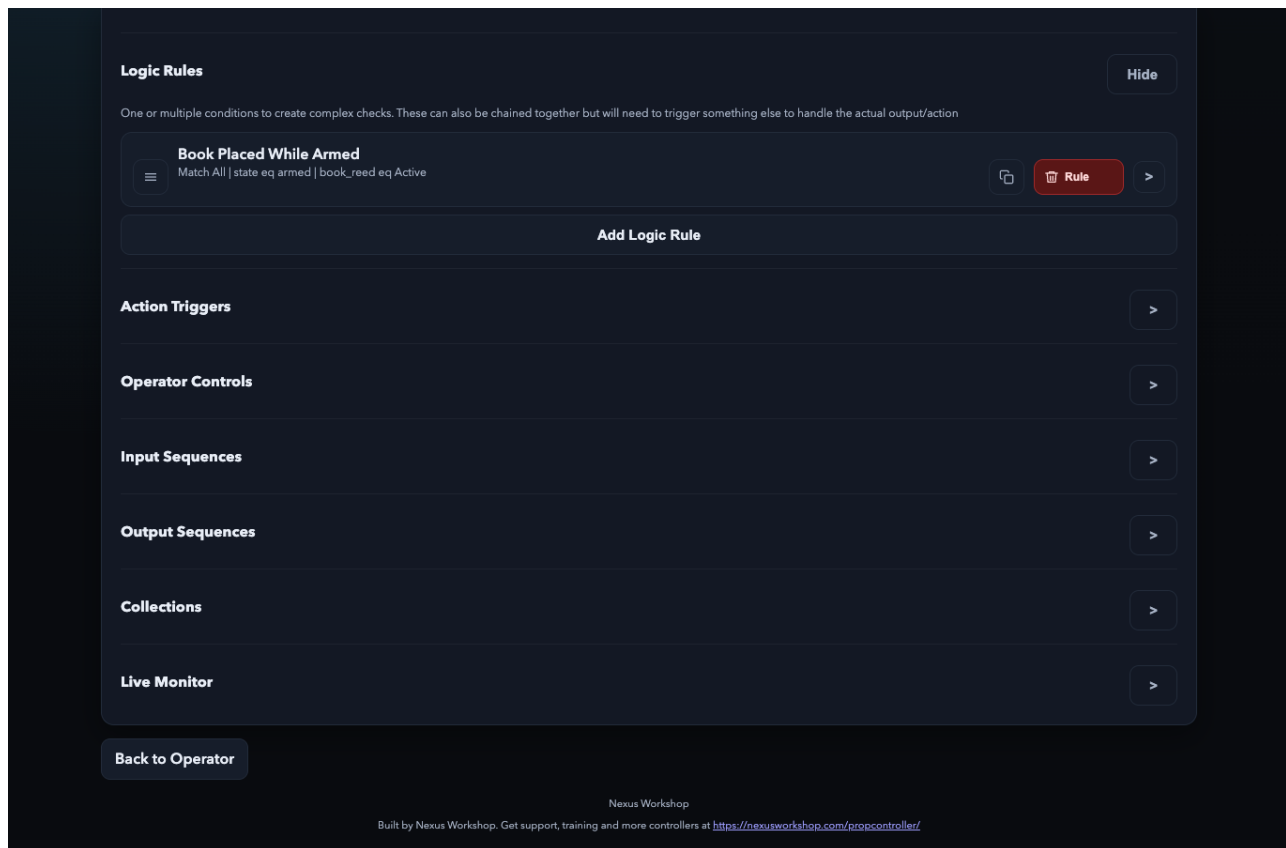 Logic Rules
Hide
One or multiple conditions to create complex checks. These can also be chained together but will need to trigger something else to handle the actual output/action
Book Placed While Armed
Match All | state eq armed | book_reed eq Active
Rule
>
Add Logic Rule
Action Triggers
>
Operator Controls
>
Input Sequences
>
Output Sequences
>
Collections
>
Live Monitor
>
Back to Operator
Nexus Workshop
Built by Nexus Workshop. Get support, training and more controllers at https://nexusworkshop.com/propcontroller/